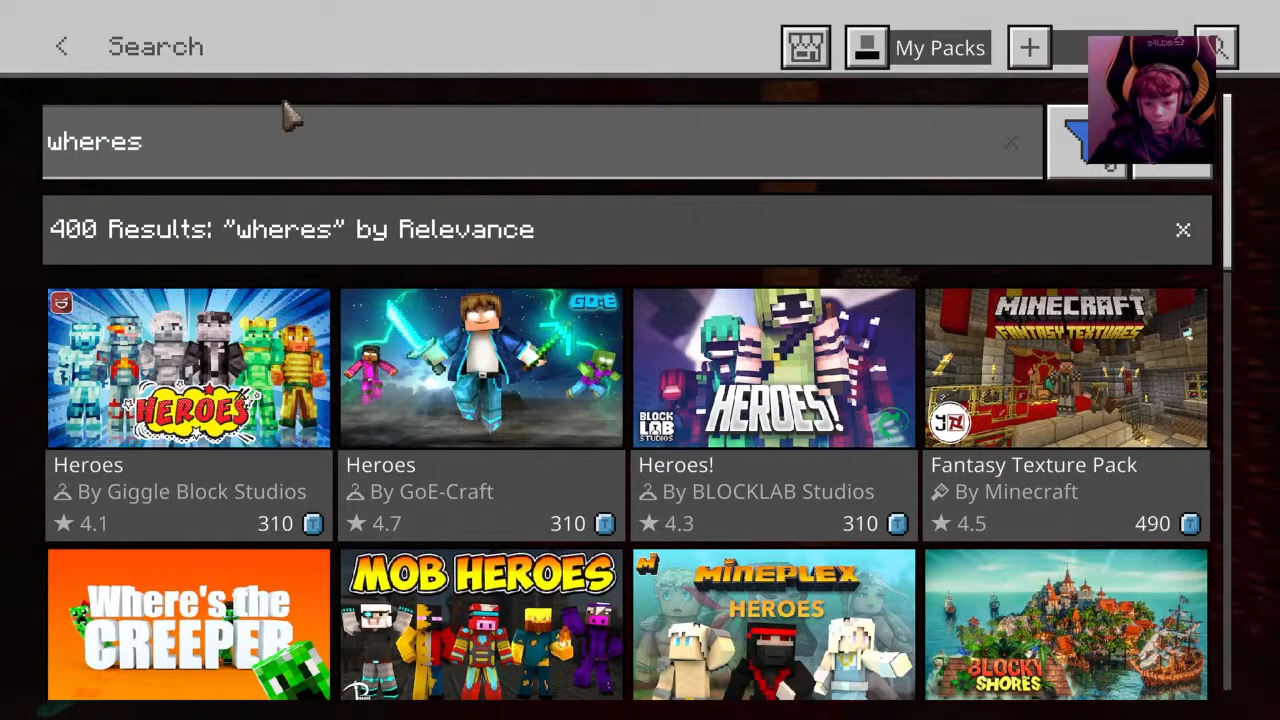 Search
My Packs
wheres
0
400 Results: "wheres" by Relevance
HEROES
GO:E
BLOCK LAB STUDIOS
HEROES!
MINECRAFT
FANTASY TEXTURES
Heroes
By Giggle Block Studios
4.1
310
Heroes
By GoE-Craft
4.7
310
Heroes!
By BLOCKLAB Studios
4.3
310
Fantasy Texture Pack
By Minecraft
4.5
490
Where's the
CREEPER
MOB HEROES
MINEPLEX
HEROES
BLOCKY
SHORES